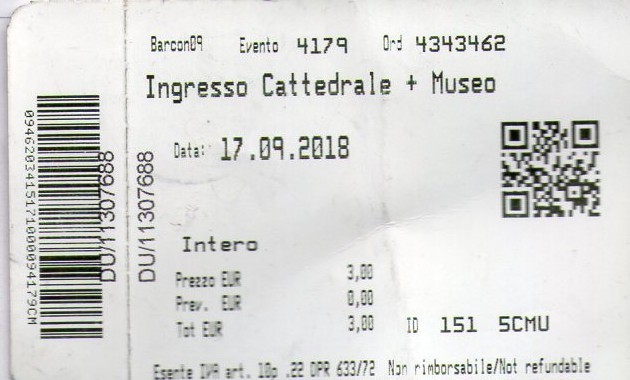 Barcon09 Evento 4179 Ord 4343462
Ingresso Cattedrale + Museo
Data: 17.09.2018
Intero
Prezzo EUR 3,00
Prev. EUR 0,00
Tot EUR 3,00 ID 151 5CMU
Esente IVA art. 10p .22 DPR 633/72 Non rimborsabile/Not refundable
DU/11307688
DU/11307688